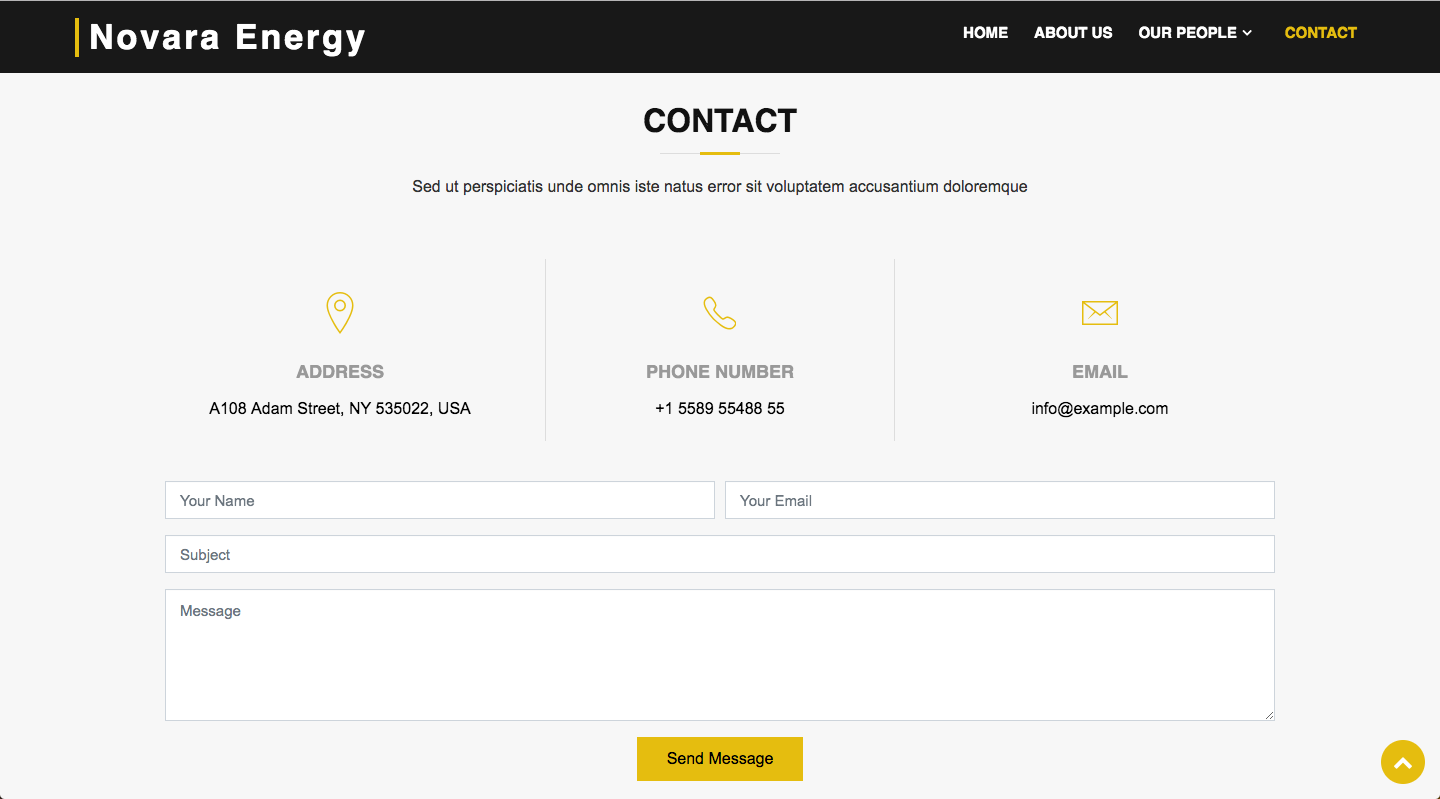 Novara Energy
HOME ABOUT US OUR PEOPLE CONTACT
CONTACT
Sed ut perspiciatis unde omnis iste natus error sit voluptatem accusantium doloremque
ADDRESS
A108 Adam Street, NY 535022, USA
PHONE NUMBER
+1 5589 55488 55
EMAIL
info@example.com
Your Name
Your Email
Subject
Message
Send Message